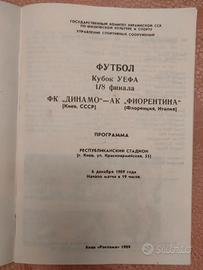 ГОСУДАРСТВЕННЫЙ КОМИТЕТ УКРАИНСКОЙ ССР
ПО ФИЗИЧЕСКОЙ КУЛЬТУРЕ И СПОРТУ
УПРАВЛЕНИЕ СПОРТИВНЫХ СООРУЖЕНИЙ
ФУТБОЛ
Кубок УЕФА
1/8 финала
ФК „ДИНАМО"—АК „ФИОРЕНТИНА"
(Киев, СССР) (Флоренция, Италия)
ПРОГРАММА
РЕСПУБЛИКАНСКИЙ СТАДИОН
(г. Киев, ул. Красноармейская, 55)
6 декабря 1989 года
Начало матча в 19 часов.
Киев «Реклама» 1989
subito